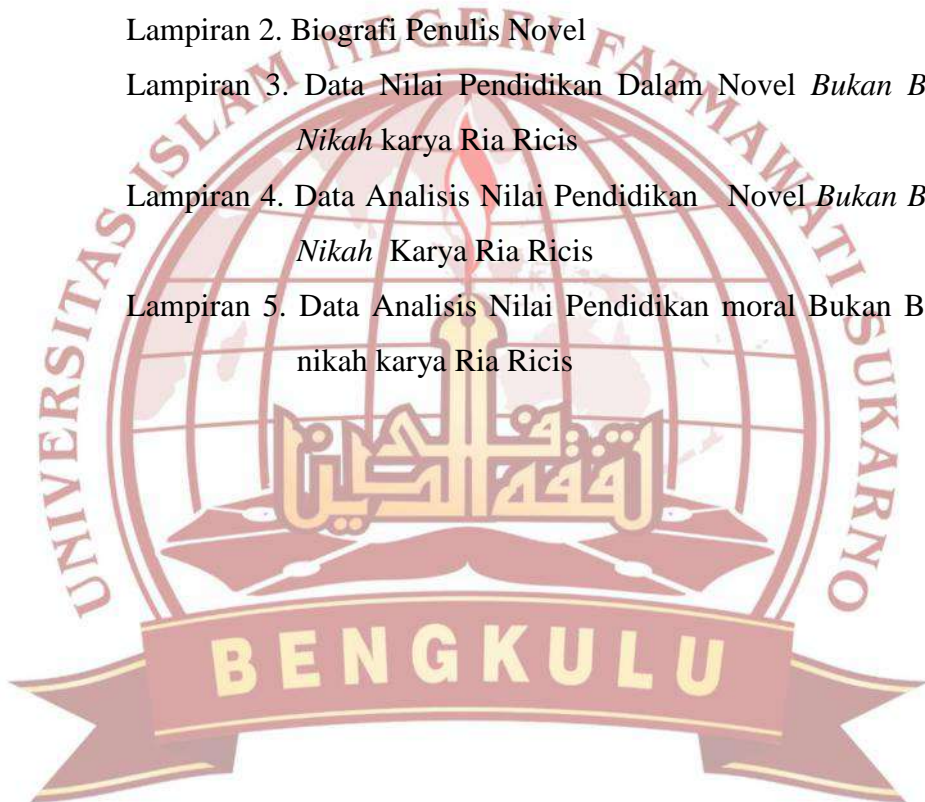 Lampiran 2. Biografi Penulis Novel
Lampiran 3. Data Nilai Pendidikan Dalam Novel Bukan B
Nikah karya Ria Ricis
Lampiran 4. Data Analisis Nilai Pendidikan Novel Bukan B
Nikah Karya Ria Ricis
Lampiran 5. Data Analisis Nilai Pendidikan moral Bukan B
nikah karya Ria Ricis
UNIVERSITAS ISLAM NEGERI FATMAWATI SUKARNO
BENGKULU